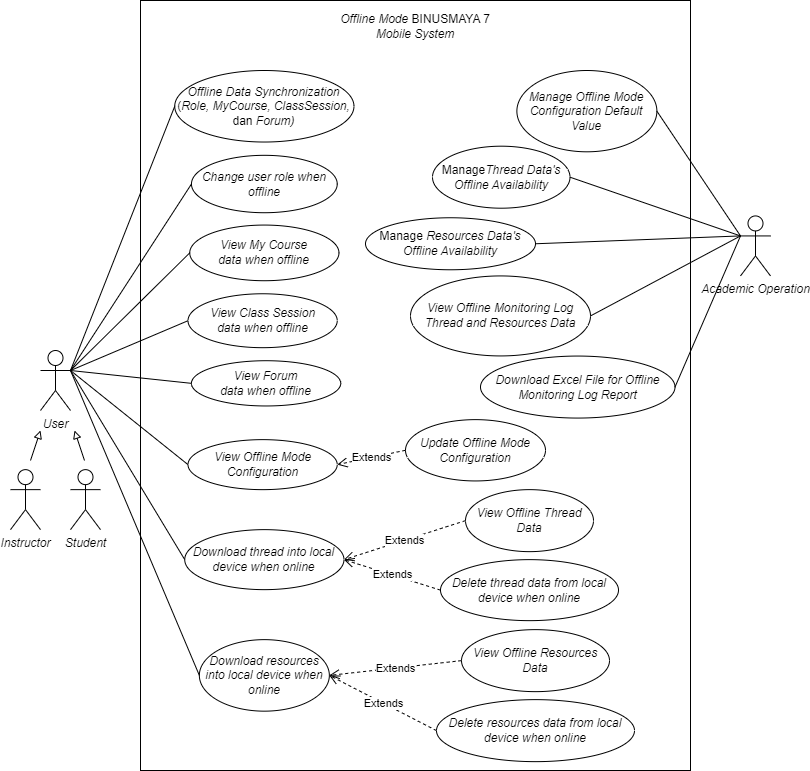 Offline Mode BINUSMAYA 7
Mobile System
Offline Data Synchronization
(Role, MyCourse, ClassSession,
dan Forum)
Manage Offline Mode
Configuration Default
Value
Change user role when
offline
ManageThread Data's
Offline Availability
View My Course
data when offline
Manage Resources Data's
Offline Availability
Academic Operation
View Class Session
data when offline
View Offline Monitoring Log
Thread and Resources Data
View Forum
data when offline
Download Excel File for Offline
Monitoring Log Report
User
View Offline Mode
Configuration
Extends
Update Offline Mode
Configuration
Instructor
Student
Download thread into local
device when online
Extends
View Offline Thread
Data
Extends
Delete thread data from local
device when online
Download resources
into local device when
online
Extends
View Offline Resources
Data
Extends
Delete resources data from local
device when online